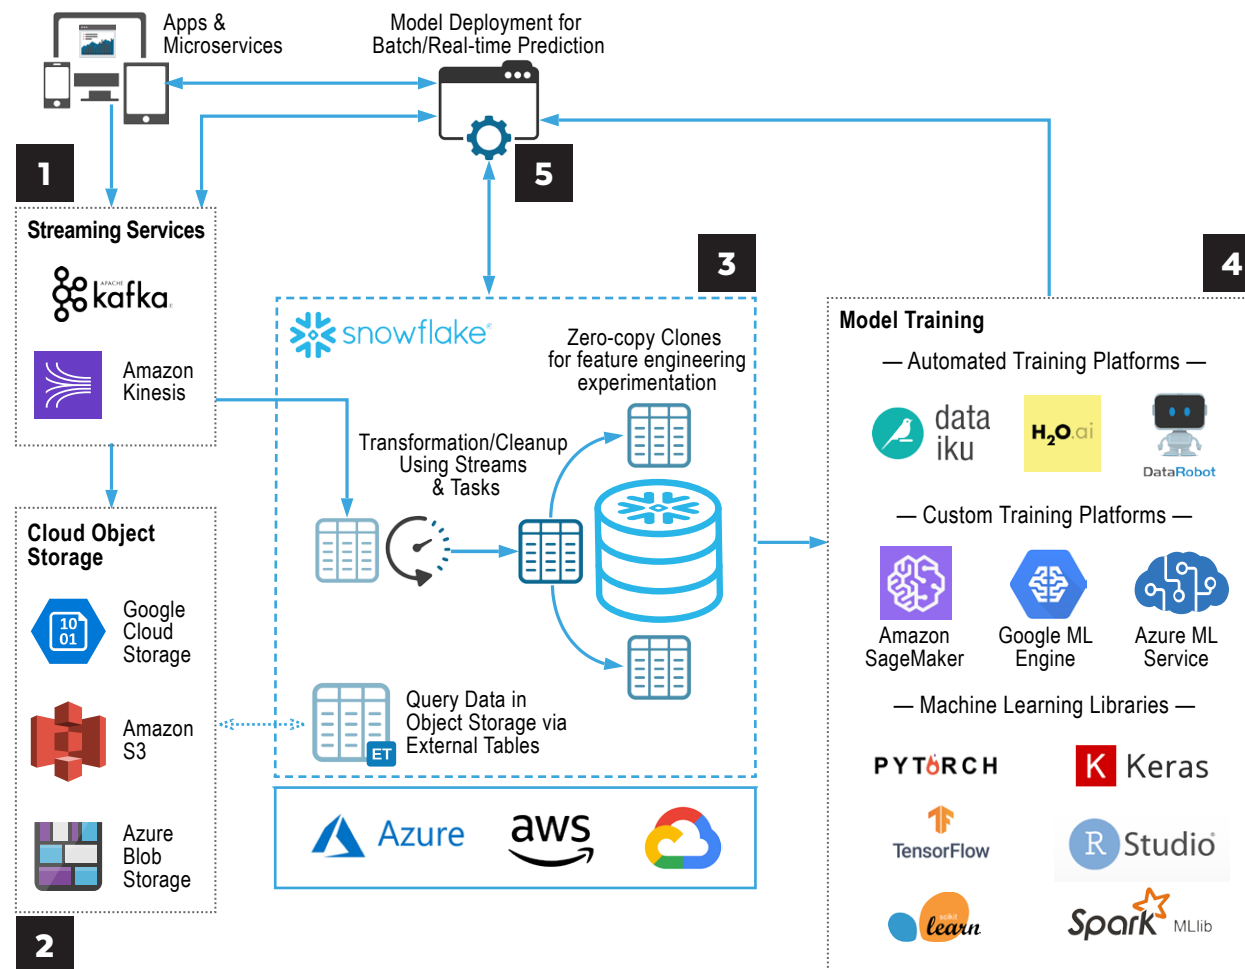 Apps &
Microservices
Model Deployment for
Batch/Real-time Prediction
1
5
Streaming Services
APACHE
kafka
Amazon
Kinesis
3
4
snowflake
Zero-copy Clones
for feature engineering
experimentation
Transformation/Cleanup
Using Streams
& Tasks
Query Data in
Object Storage via
External Tables
ET
Azure
aws
Cloud Object
Storage
10
01
Google
Cloud
Storage
Amazon
S3
Azure
Blob
Storage
2
Model Training
— Automated Training Platforms —
data
iku
H2O.ai
DataRobot
— Custom Training Platforms —
Amazon
SageMaker
Google ML
Engine
Azure ML
Service
— Machine Learning Libraries —
PYTORCH
K Keras
TF
TensorFlow
R Studio
scikit
learn
Spark MLlib